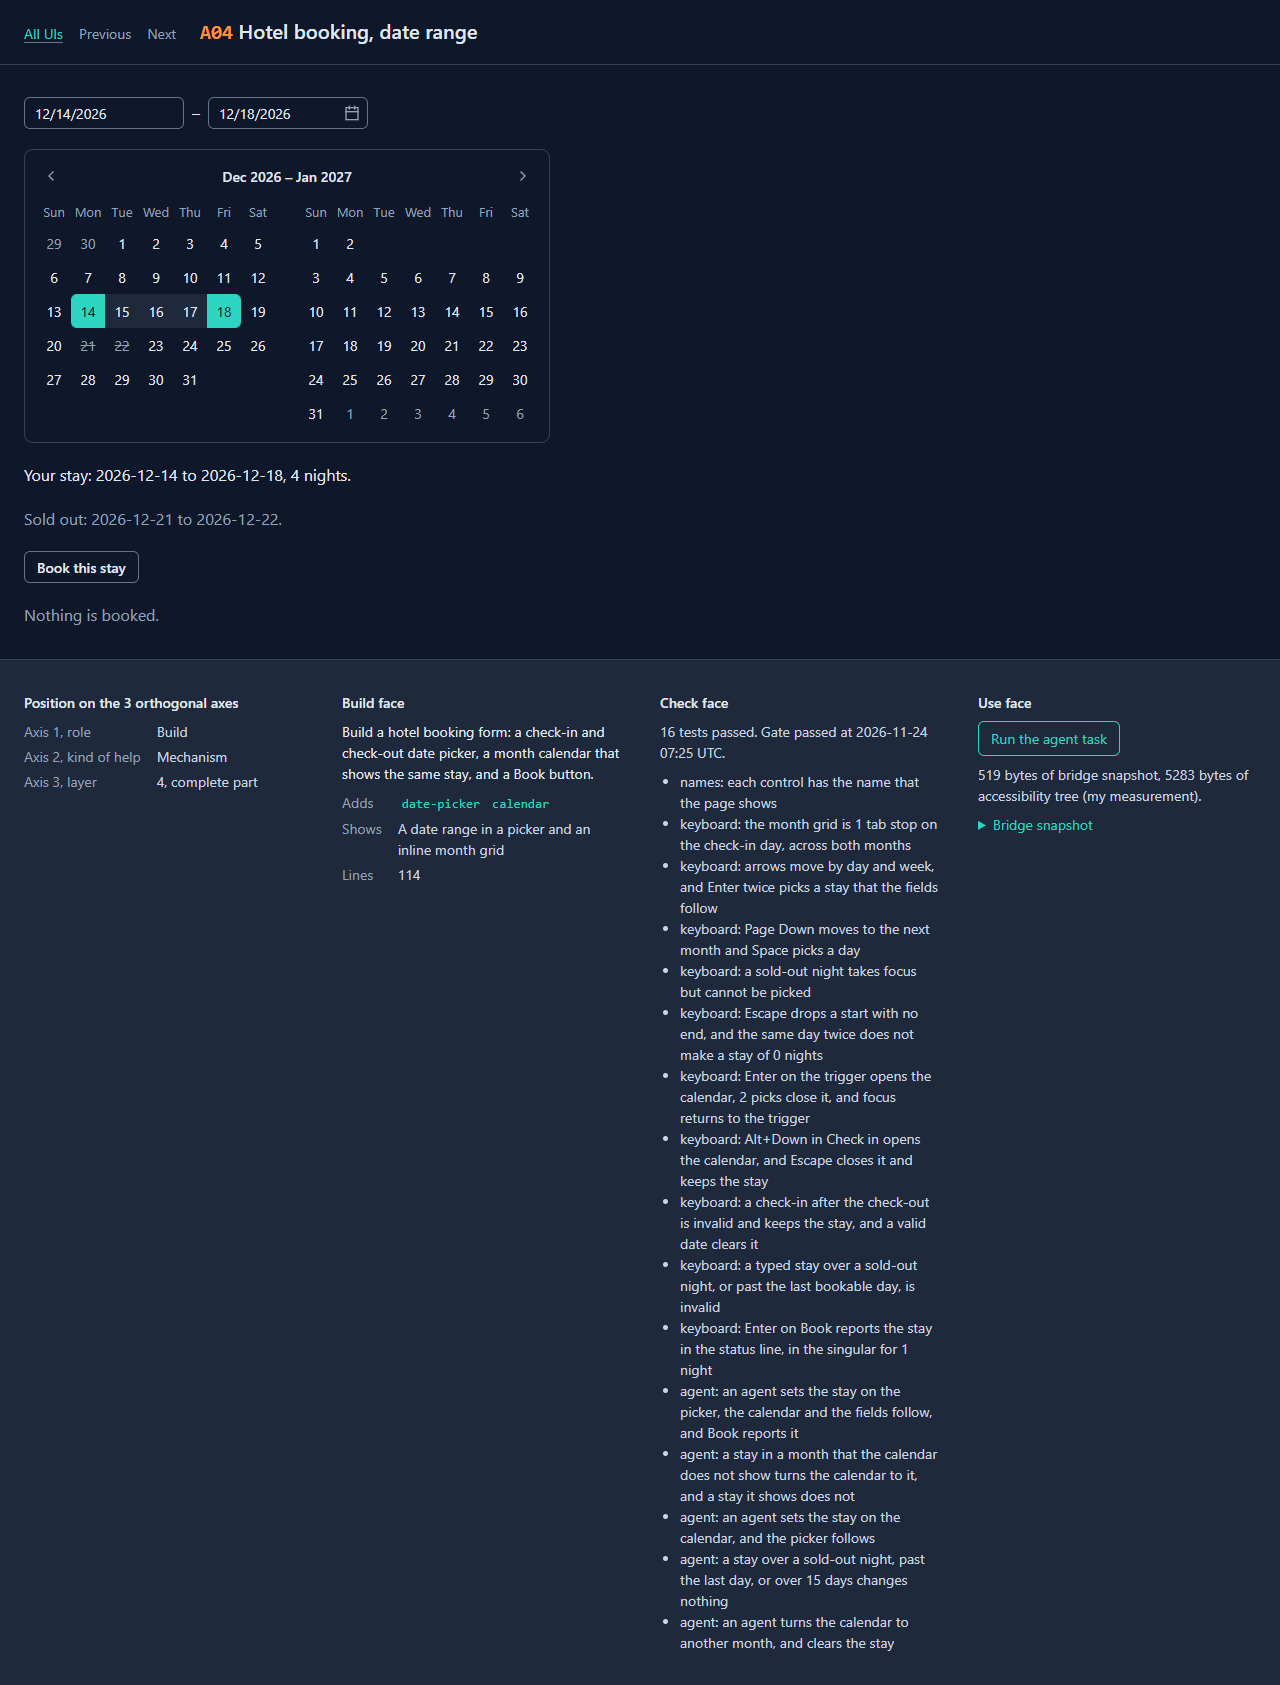 All UIs Previous Next A04 Hotel booking, date range
12/14/2026 – 12/18/2026
Dec 2026 – Jan 2027
Sun Mon Tue Wed Thu Fri Sat Sun Mon Tue Wed Thu Fri Sat
29 30 1 2 3 4 5 1 2
6 7 8 9 10 11 12 3 4 5 6 7 8 9
13 14 15 16 17 18 19 10 11 12 13 14 15 16
20 21 22 23 24 25 26 17 18 19 20 21 22 23
27 28 29 30 31 24 25 26 27 28 29 30
31 1 2 3 4 5 6
Your stay: 2026-12-14 to 2026-12-18, 4 nights.
Sold out: 2026-12-21 to 2026-12-22.
Book this stay
Nothing is booked.
Position on the 3 orthogonal axes
Axis 1, role Build
Axis 2, kind of help Mechanism
Axis 3, layer 4, complete part
Build face
Build a hotel booking form: a check-in and
check-out date picker, a month calendar that
shows the same stay, and a Book button.
Adds date-picker calendar
Shows A date range in a picker and an
inline month grid
Lines 114
Check face
16 tests passed. Gate passed at 2026-11-24
07:25 UTC.
names: each control has the name that
the page shows
keyboard: the month grid is 1 tab stop on
the check-in day, across both months
keyboard: arrows move by day and week,
and Enter twice picks a stay that the fields
follow
keyboard: Page Down moves to the next
month and Space picks a day
keyboard: a sold-out night takes focus
but cannot be picked
keyboard: Escape drops a start with no
end, and the same day twice does not
make a stay of 0 nights
keyboard: Enter on the trigger opens the
calendar, 2 picks close it, and focus
returns to the trigger
keyboard: Alt+Down in Check in opens
the calendar, and Escape closes it and
keeps the stay
keyboard: a check-in after the check-out
is invalid and keeps the stay, and a valid
date clears it
keyboard: a typed stay over a sold-out
night, or past the last bookable day, is
invalid
keyboard: Enter on Book reports the stay
in the status line, in the singular for 1
night
agent: an agent sets the stay on the
picker, the calendar and the fields follow,
and Book reports it
agent: a stay in a month that the calendar
does not show turns the calendar to it,
and a stay it shows does not
agent: an agent sets the stay on the
calendar, and the picker follows
agent: a stay over a sold-out night, past
the last day, or over 15 days changes
nothing
agent: an agent turns the calendar to
another month, and clears the stay
Use face
Run the agent task
519 bytes of bridge snapshot, 5283 bytes of
accessibility tree (my measurement).
Bridge snapshot